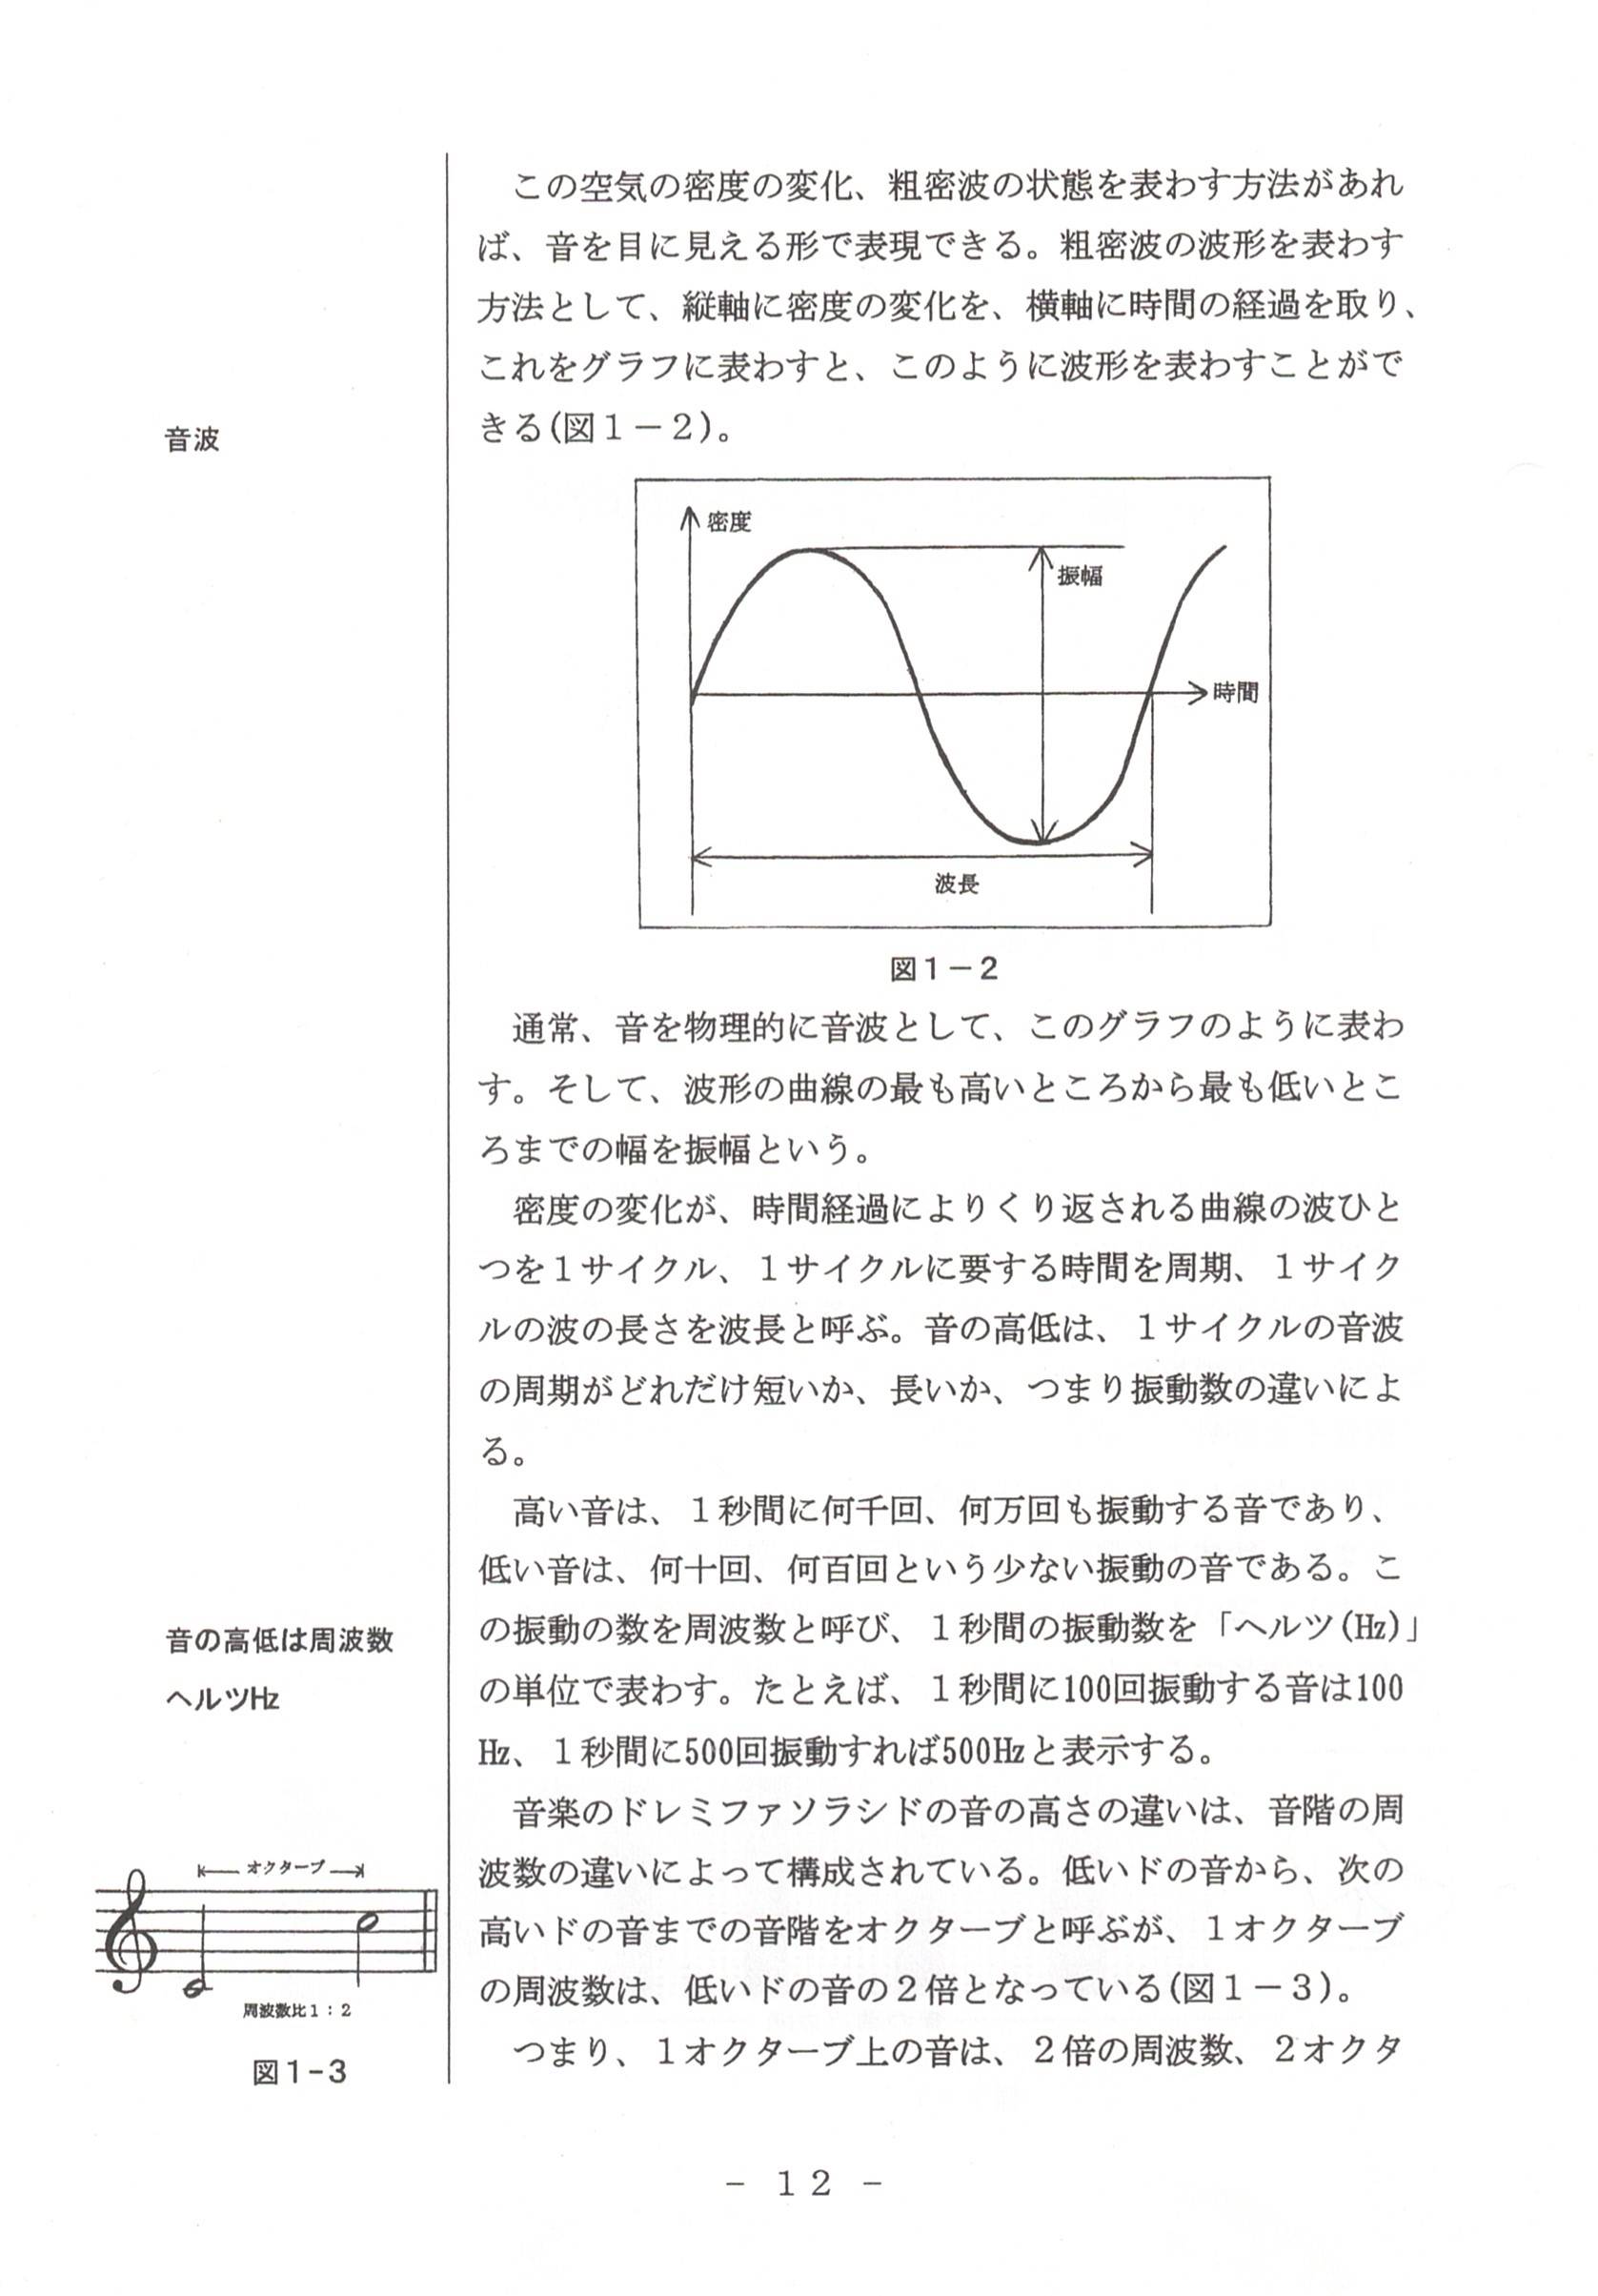 この空気の密度の変化、粗密波の状態を表わす方法があれ
ば、音を目に見える形で表現できる。粗密波の波形を表わす
方法として、縦軸に密度の変化を、横軸に時間の経過を取り、
これをグラフに表わすと、このように波形を表わすことがで
きる(図1－2)。
音波
密度
振幅
時間
波長
図1－2
通常、音を物理的に音波として、このグラフのように表わ
す。そして、波形の曲線の最も高いところから最も低いとこ
ろまでの幅を振幅という。
密度の変化が、時間経過によりくり返される曲線の波ひと
つを1サイクル、1サイクルに要する時間を周期、1サイク
ルの波の長さを波長と呼ぶ。音の高低は、1サイクルの音波
の周期がどれだけ短いか、長いか、つまり振動数の違いによ
る。
高い音は、1秒間に何千回、何万回も振動する音であり、
低い音は、何十回、何百回という少ない振動の音である。こ
の振動の数を周波数と呼び、1秒間の振動数を「ヘルツ(Hz)」
の単位で表わす。たとえば、1秒間に100回振動する音は100
Hz、1秒間に500回振動すれば500Hzと表示する。
音の高低は周波数
ヘルツHz
音楽のドレミファソラシドの音の高さの違いは、音階の周
波数の違いによって構成されている。低いドの音から、次の
高いドの音までの音階をオクターブと呼ぶが、1オクターブ
の周波数は、低いドの音の2倍となっている(図1－3)。
つまり、1オクターブ上の音は、2倍の周波数、2オクタ
オクターブ
周波数比1：2
図1-3
- 12 -